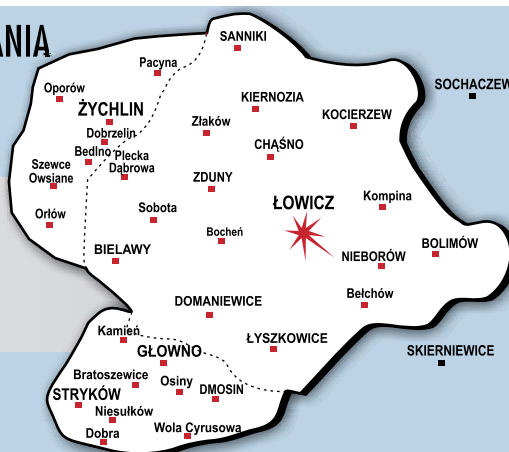 ANIĄ
SANNIKI
Pacyna
SOCHACZEW
Oporów
KIERNOZIA
ŻYCHLIN
KOCIERZEW
Złaków
Dobrzelin
CHĄŚNO
Bedlno
Plecka
Dąbrowa
Szewce
Owsiane
ZDUNY
Kompina
ŁOWICZ
Sobota
Orłów
Bocheń
BOLIMÓW
BIELAWY
NIEBORÓW
Bełchów
DOMANIEWICE
Kamień
ŁYSZKOWICE
GŁOWNO
SKIERNIEWICE
Bratoszewice
Osiny
DMOSIN
STRYKÓW
Niesułków
Wola Cyrusowa
Dobra